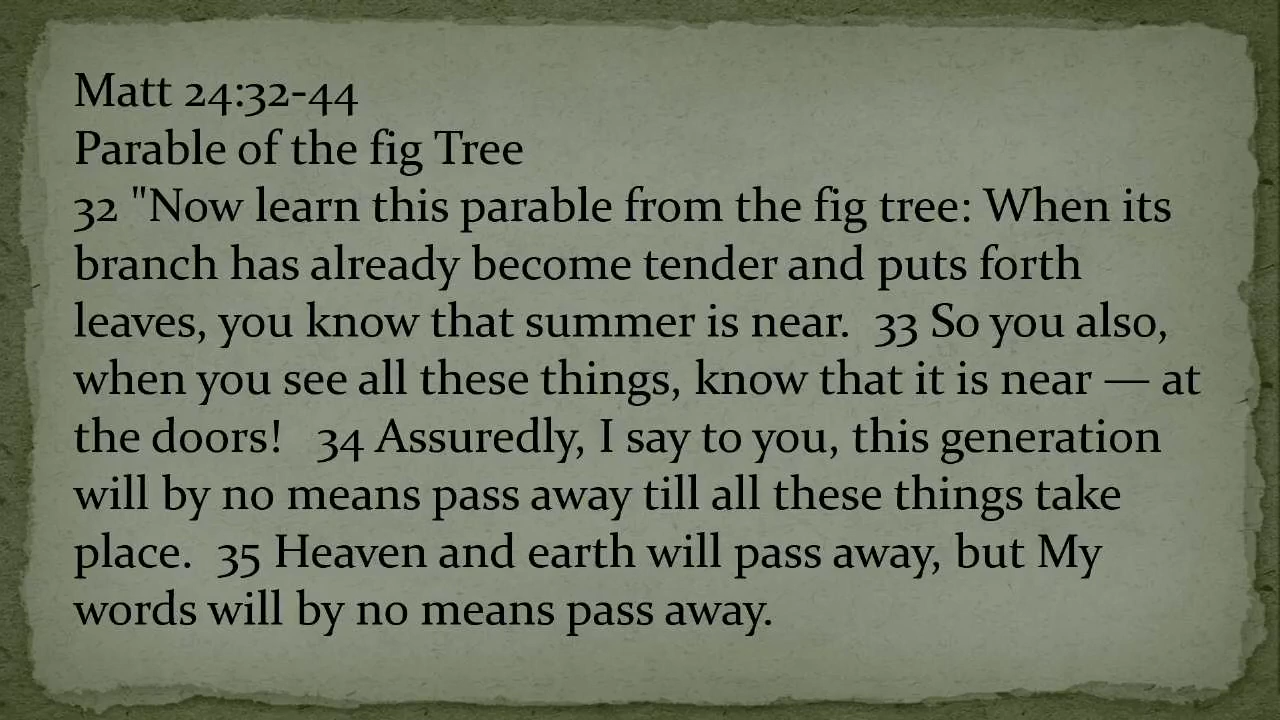 Matt 24:32-44
Parable of the fig Tree
32 "Now learn this parable from the fig tree: When its
branch has already become tender and puts forth
leaves, you know that summer is near.  33 So you also,
when you see all these things, know that it is near — at
the doors!   34 Assuredly, I say to you, this generation
will by no means pass away till all these things take
place.  35 Heaven and earth will pass away, but My
words will by no means pass away.